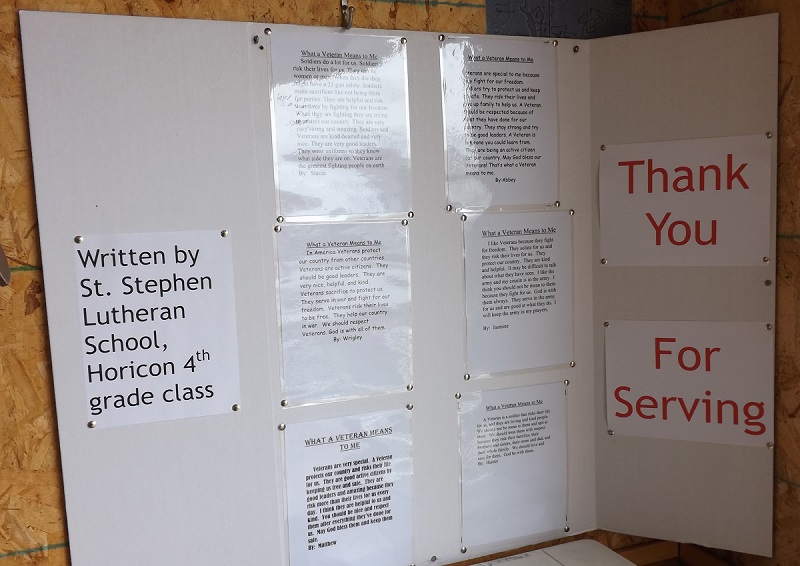 Written by
St. Stephen
Lutheran
School,
Horicon 4th
grade class
What a Veteran Means to Me
Soldiers do a lot for us. Soldiers
risk their lives for us. They can be
women or men. When they die they
might have a 21 gun salute. Soldiers
make sacrifices like not being there
for They are helpful and risk
their lives by fighting for our freedom.
When they are fighting they are trying
to protect our country. They are very
very strong and amazing. Soldiers and
Veterans are kind-hearted and very
nice. They are very good leaders.
They wear uniforms so they know
what side they are on. Veterans are
the greatest fighting people on earth
By:
What a Veteran Means to Me
In America Veterans protect
our country from other countries.
Veterans are active citizens. They
should be good leaders. They are
very nice, helpful, and kind.
Veterans sacrifice to protect us.
They serve in war and fight for our
freedom. Veterans risk their lives
to be free. They help our country
in war. We should respect
Veterans. God is with all of them.
By: Wrigley
WHAT A VETERAN MEANS
TO ME
Veterans are very special. A Veteran
protects our country and risks their life
for us. They are good active citizens by
keeping us free and safe. They are
good leaders and amazing because they
risk more than their lives for us every
day. I think they are helpful to us and
kind. You should be nice and respect
them after everything they've done for
us. May God bless them and keep them
safe.
By: Matthew
What a Veteran Means to Me
Veterans are special to me because
they fight for our freedom.
Soldiers try to protect us and keep
us safe. They risk their lives and
give up family to help us. A Veteran
should be respected because of
what they have done for our
country. They stay strong and try
to be good leaders. A Veteran is
someone you could learn from.
They are being an active citizen
for our country. May God bless our
Veterans! That's what a Veteran
means to me.
By: Abbey
What a Veteran Means to Me
I like Veterans because they fight
for our freedom. They salute for us and
they risk their lives for us. They
protect our country. They are kind
and helpful. It may be difficult to talk
about what they have seen. I like the
army and my cousin is in the army. I
think you should not be mean to them
because they fight for us. God is with
them always. They serve in the army
for us and are good at what they do. I
will keep the army in my prayers.
By:
What a Veteran Means to Me
A Veteran is a soldier that risks their life
for us, and they are loving and kind people.
We should not be mean to them and not to
them. We should treat them with respect
because they risk their families, their
brothers and sisters, their mom and dad, and
their whole family. We should love and
care for them. God be with them.
By:
Thank
You
For
Serving